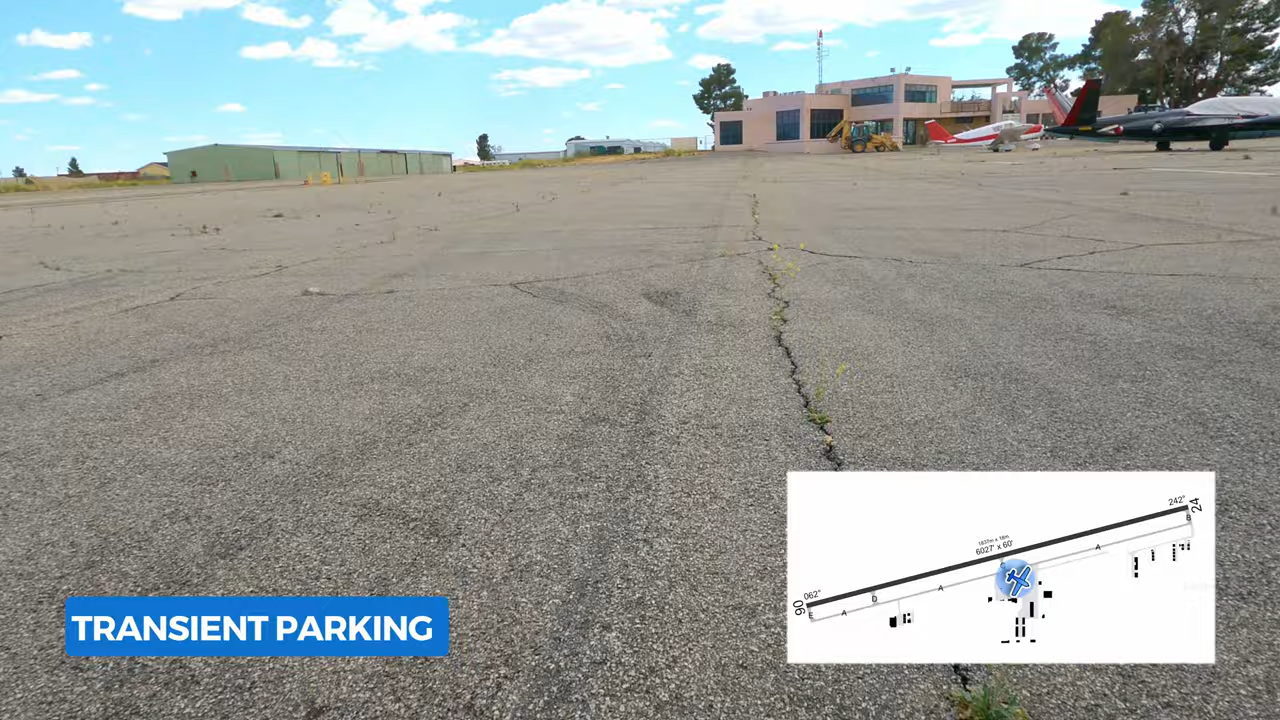 TRANSIENT PARKING
242°
24
B
1837m x 18m
6027' x 60'
A
A
D
062°
06
E
A